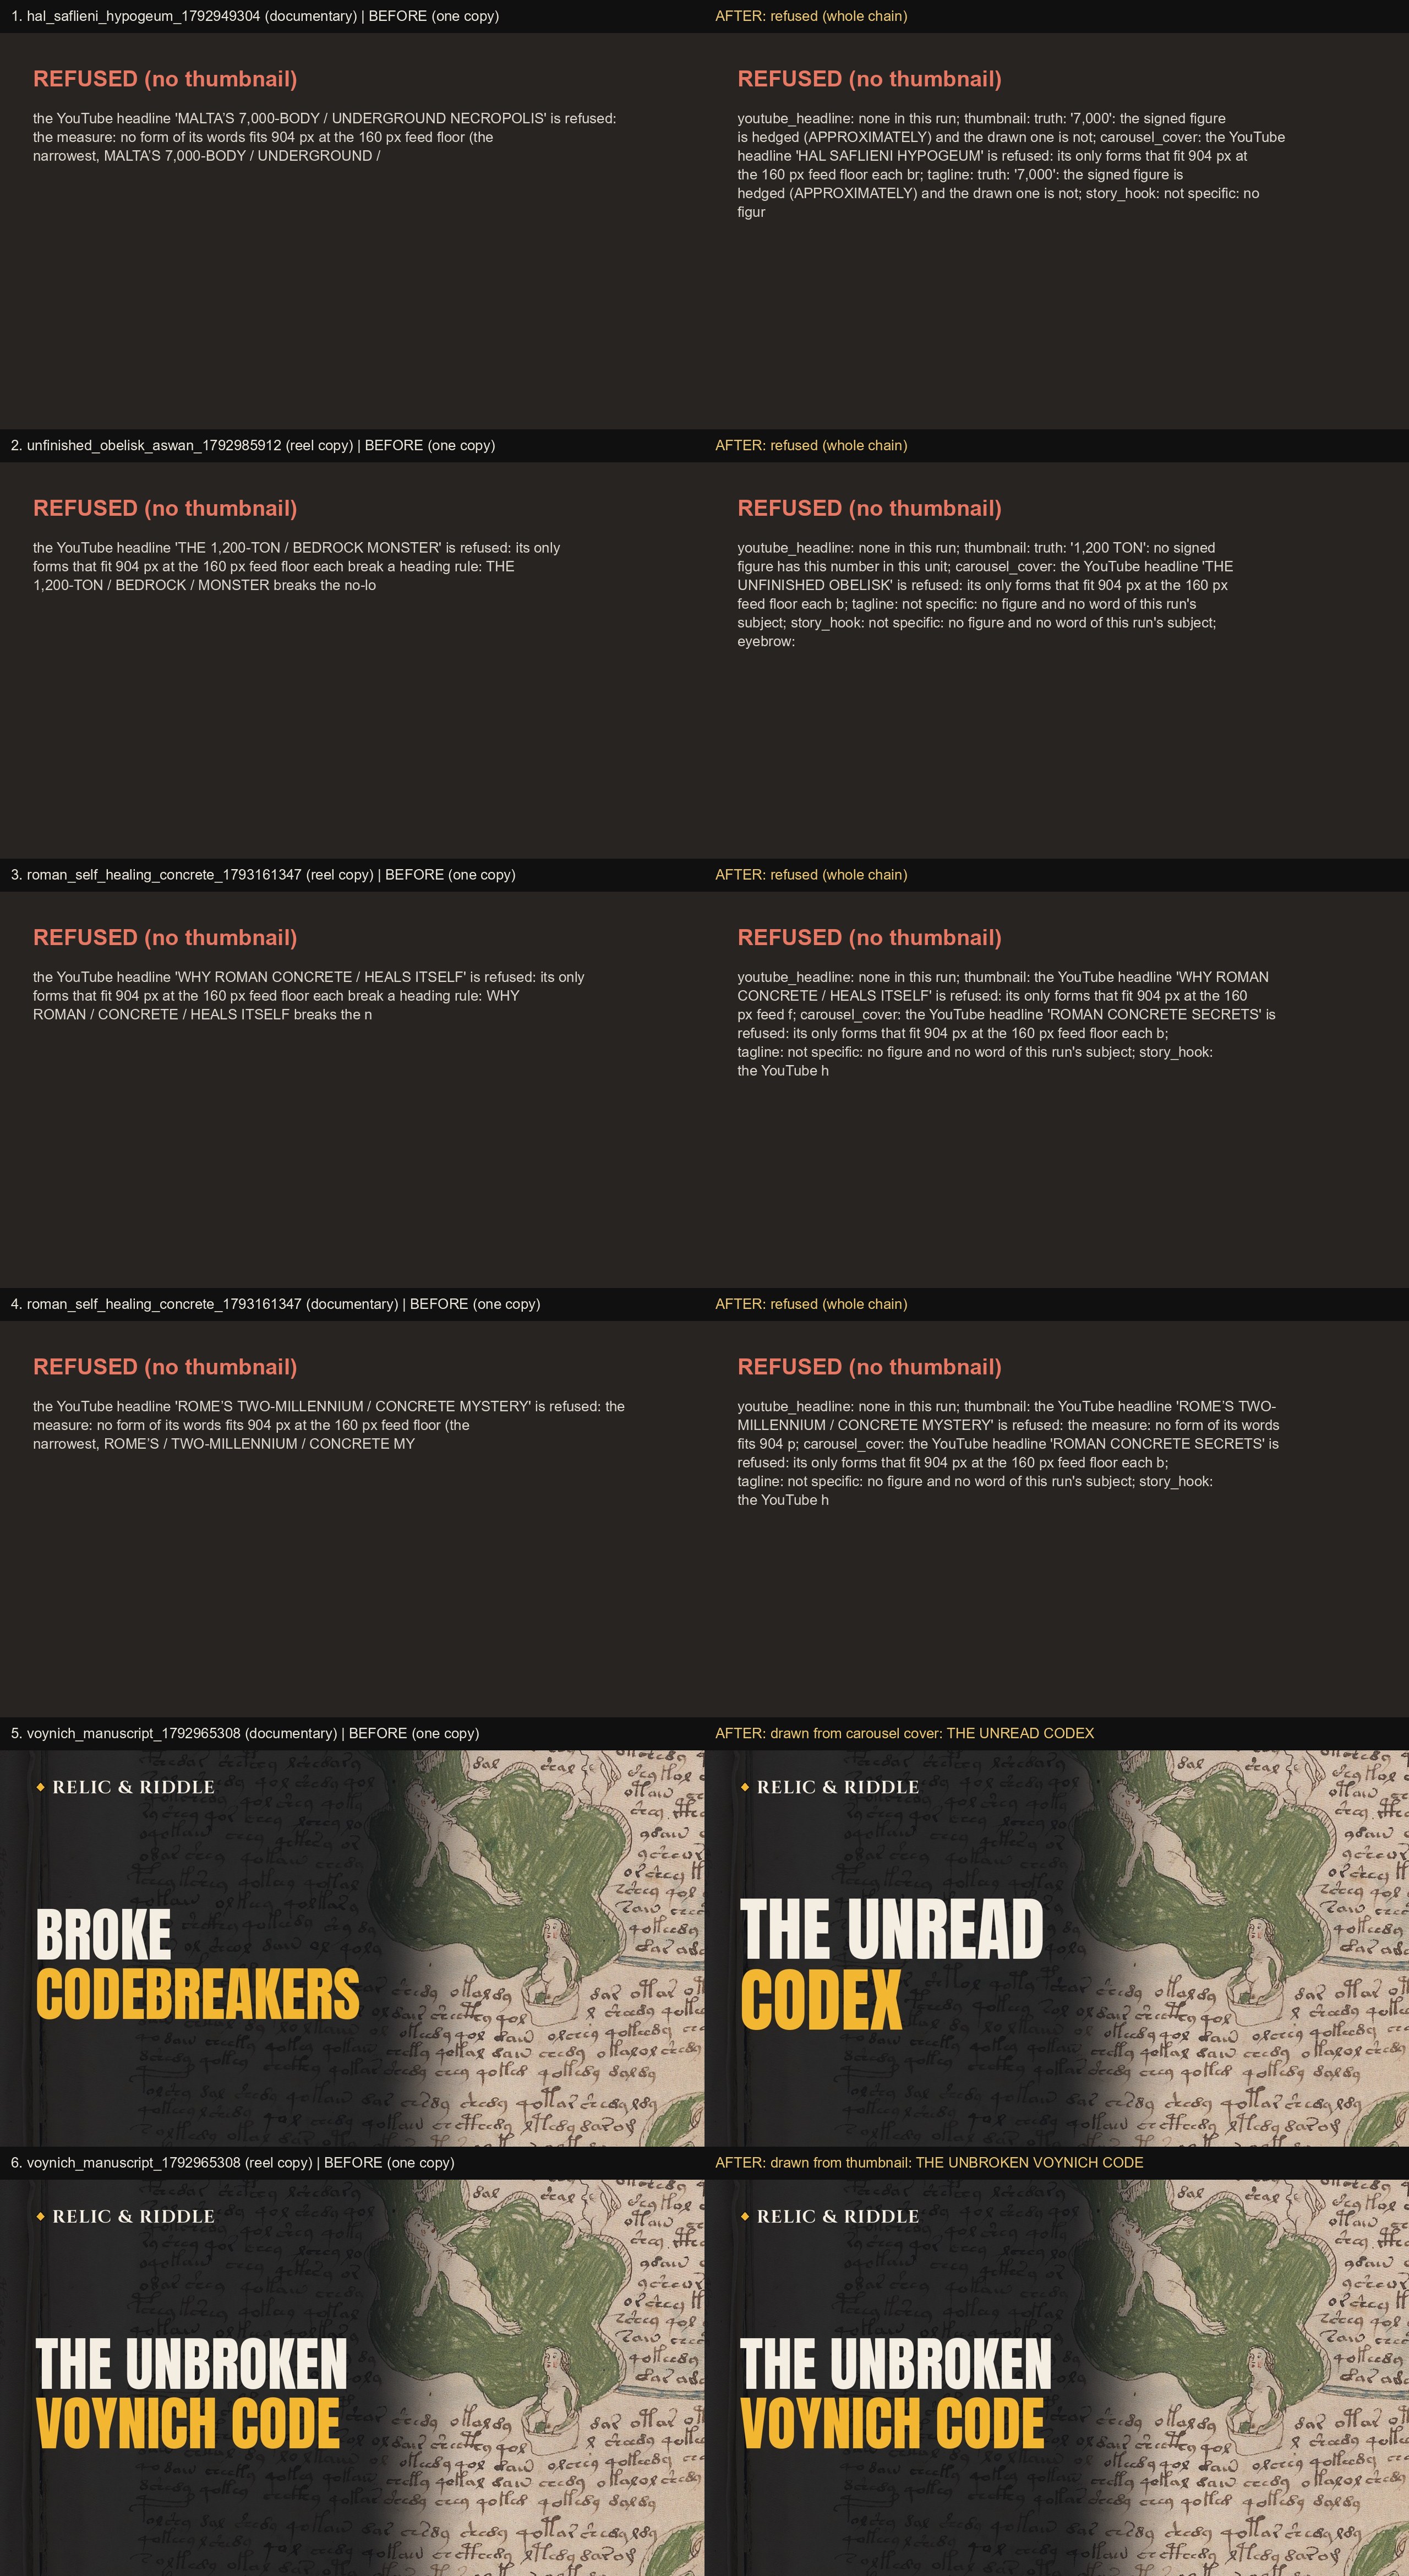 1. hal_saflieni_hypogeum_1792949304 (documentary) | BEFORE (one copy)
AFTER: refused (whole chain)
REFUSED (no thumbnail)
the YouTube headline 'MALTA'S 7,000-BODY / UNDERGROUND NECROPOLIS' is refused:
the measure: no form of its words fits 904 px at the 160 px feed floor (the
narrowest, MALTA'S 7,000-BODY / UNDERGROUND /
REFUSED (no thumbnail)
youtube_headline: none in this run; thumbnail: truth: '7,000': the signed figure
is hedged (APPROXIMATELY) and the drawn one is not; carousel_cover: the YouTube
headline 'HAL SAFLIENI HYPOGEUM' is refused: its only forms that fit 904 px at
the 160 px feed floor each br; tagline: truth: '7,000': the signed figure is
hedged (APPROXIMATELY) and the drawn one is not; story_hook: not specific: no
figur
2. unfinished_obelisk_aswan_1792985912 (reel copy) | BEFORE (one copy)
AFTER: refused (whole chain)
REFUSED (no thumbnail)
the YouTube headline 'THE 1,200-TON / BEDROCK MONSTER' is refused: its only
forms that fit 904 px at the 160 px feed floor each break a heading rule: THE
1,200-TON / BEDROCK / MONSTER breaks the no-lo
REFUSED (no thumbnail)
youtube_headline: none in this run; thumbnail: truth: '1,200 TON': no signed
figure has this number in this unit; carousel_cover: the YouTube headline 'THE
UNFINISHED OBELISK' is refused: its only forms that fit 904 px at the 160 px
feed floor each b; tagline: not specific: no figure and no word of this run's
subject; story_hook: not specific: no figure and no word of this run's subject;
eyebrow:
3. roman_self_healing_concrete_1793161347 (reel copy) | BEFORE (one copy)
AFTER: refused (whole chain)
REFUSED (no thumbnail)
the YouTube headline 'WHY ROMAN CONCRETE / HEALS ITSELF' is refused: its only
forms that fit 904 px at the 160 px feed floor each break a heading rule: WHY
ROMAN / CONCRETE / HEALS ITSELF breaks the n
REFUSED (no thumbnail)
youtube_headline: none in this run; thumbnail: the YouTube headline 'WHY ROMAN
CONCRETE / HEALS ITSELF' is refused: its only forms that fit 904 px at the 160
px feed f; carousel_cover: the YouTube headline 'ROMAN CONCRETE SECRETS' is
refused: its only forms that fit 904 px at the 160 px feed floor each b;
tagline: not specific: no figure and no word of this run's subject; story_hook:
the YouTube h
4. roman_self_healing_concrete_1793161347 (documentary) | BEFORE (one copy)
AFTER: refused (whole chain)
REFUSED (no thumbnail)
the YouTube headline 'ROME'S TWO-MILLENNIUM / CONCRETE MYSTERY' is refused: the
measure: no form of its words fits 904 px at the 160 px feed floor (the
narrowest, ROME'S / TWO-MILLENNIUM / CONCRETE MY
REFUSED (no thumbnail)
youtube_headline: none in this run; thumbnail: the YouTube headline 'ROME'S TWO-
MILLENNIUM / CONCRETE MYSTERY' is refused: the measure: no form of its words
fits 904 p; carousel_cover: the YouTube headline 'ROMAN CONCRETE SECRETS' is
refused: its only forms that fit 904 px at the 160 px feed floor each b;
tagline: not specific: no figure and no word of this run's subject; story_hook:
the YouTube h
5. voynich_manuscript_1792965308 (documentary) | BEFORE (one copy)
AFTER: drawn from carousel cover: THE UNREAD CODEX
RELIC & RIDDLE
BROKE
CODEBREAKERS
RELIC & RIDDLE
THE UNREAD
CODEX
6. voynich_manuscript_1792965308 (reel copy) | BEFORE (one copy)
AFTER: drawn from thumbnail: THE UNBROKEN VOYNICH CODE
RELIC & RIDDLE
THE UNBROKEN
VOYNICH CODE
RELIC & RIDDLE
THE UNBROKEN
VOYNICH CODE